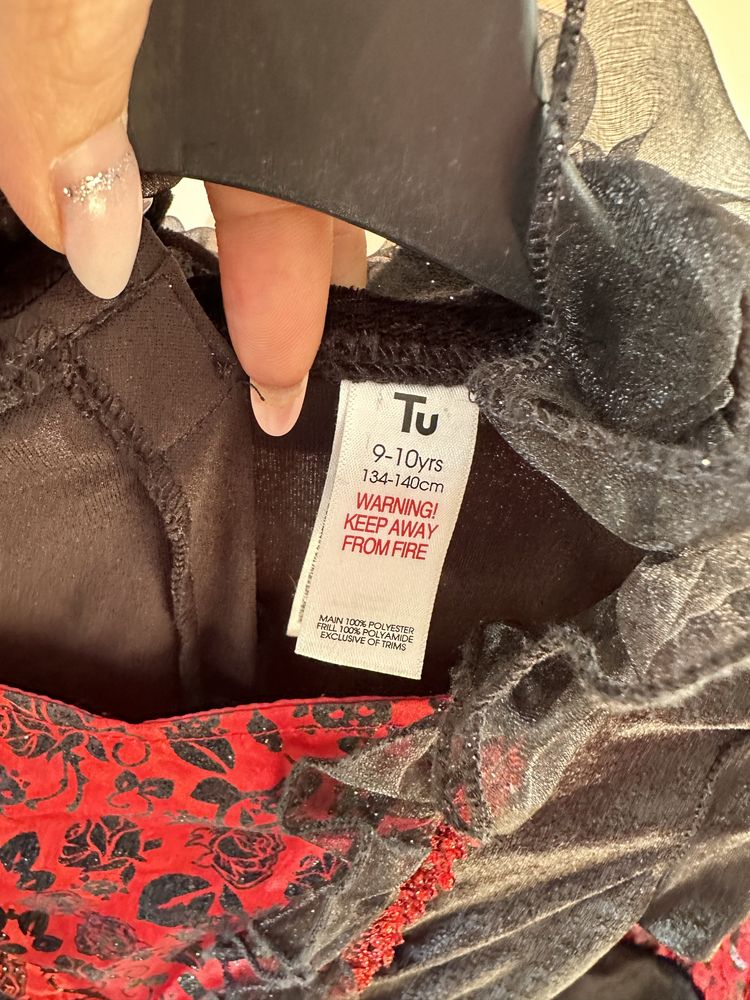 Tu
9-10yrs
134-140cm
WARNING!
KEEP AWAY
FROM FIRE
MAIN 100% POLYESTER
FRILL 100% POLYAMIDE
EXCLUSIVE OF TRIMS